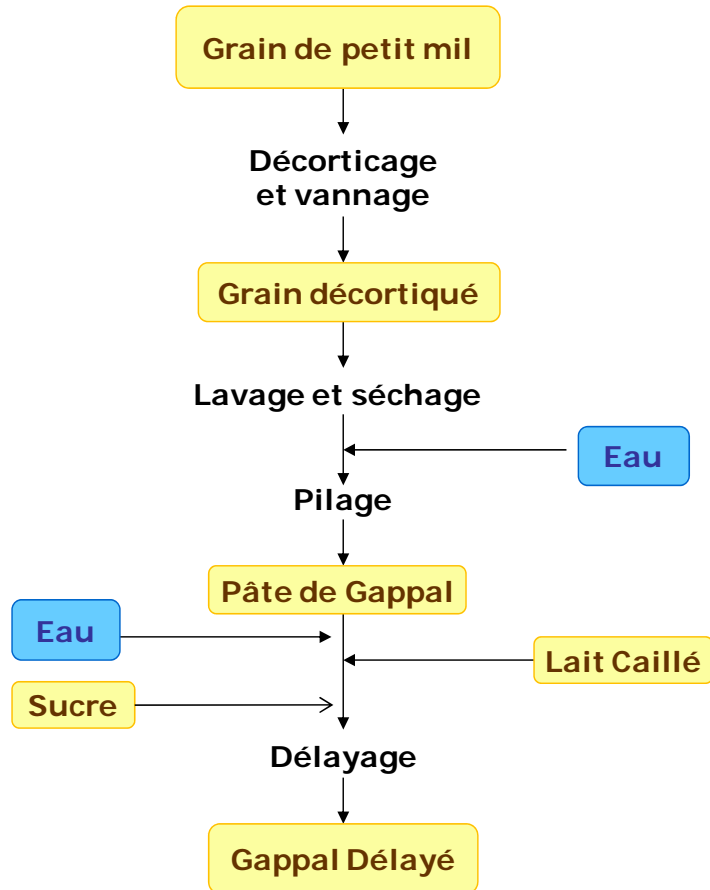 Grain de petit mil
Décorticage
et vannage
Grain décortiqué
Lavage et séchage
Eau
Pilage
Pâte de Gappal
Eau
Lait Caillé
Sucre
Délayage
Gappal Délayé